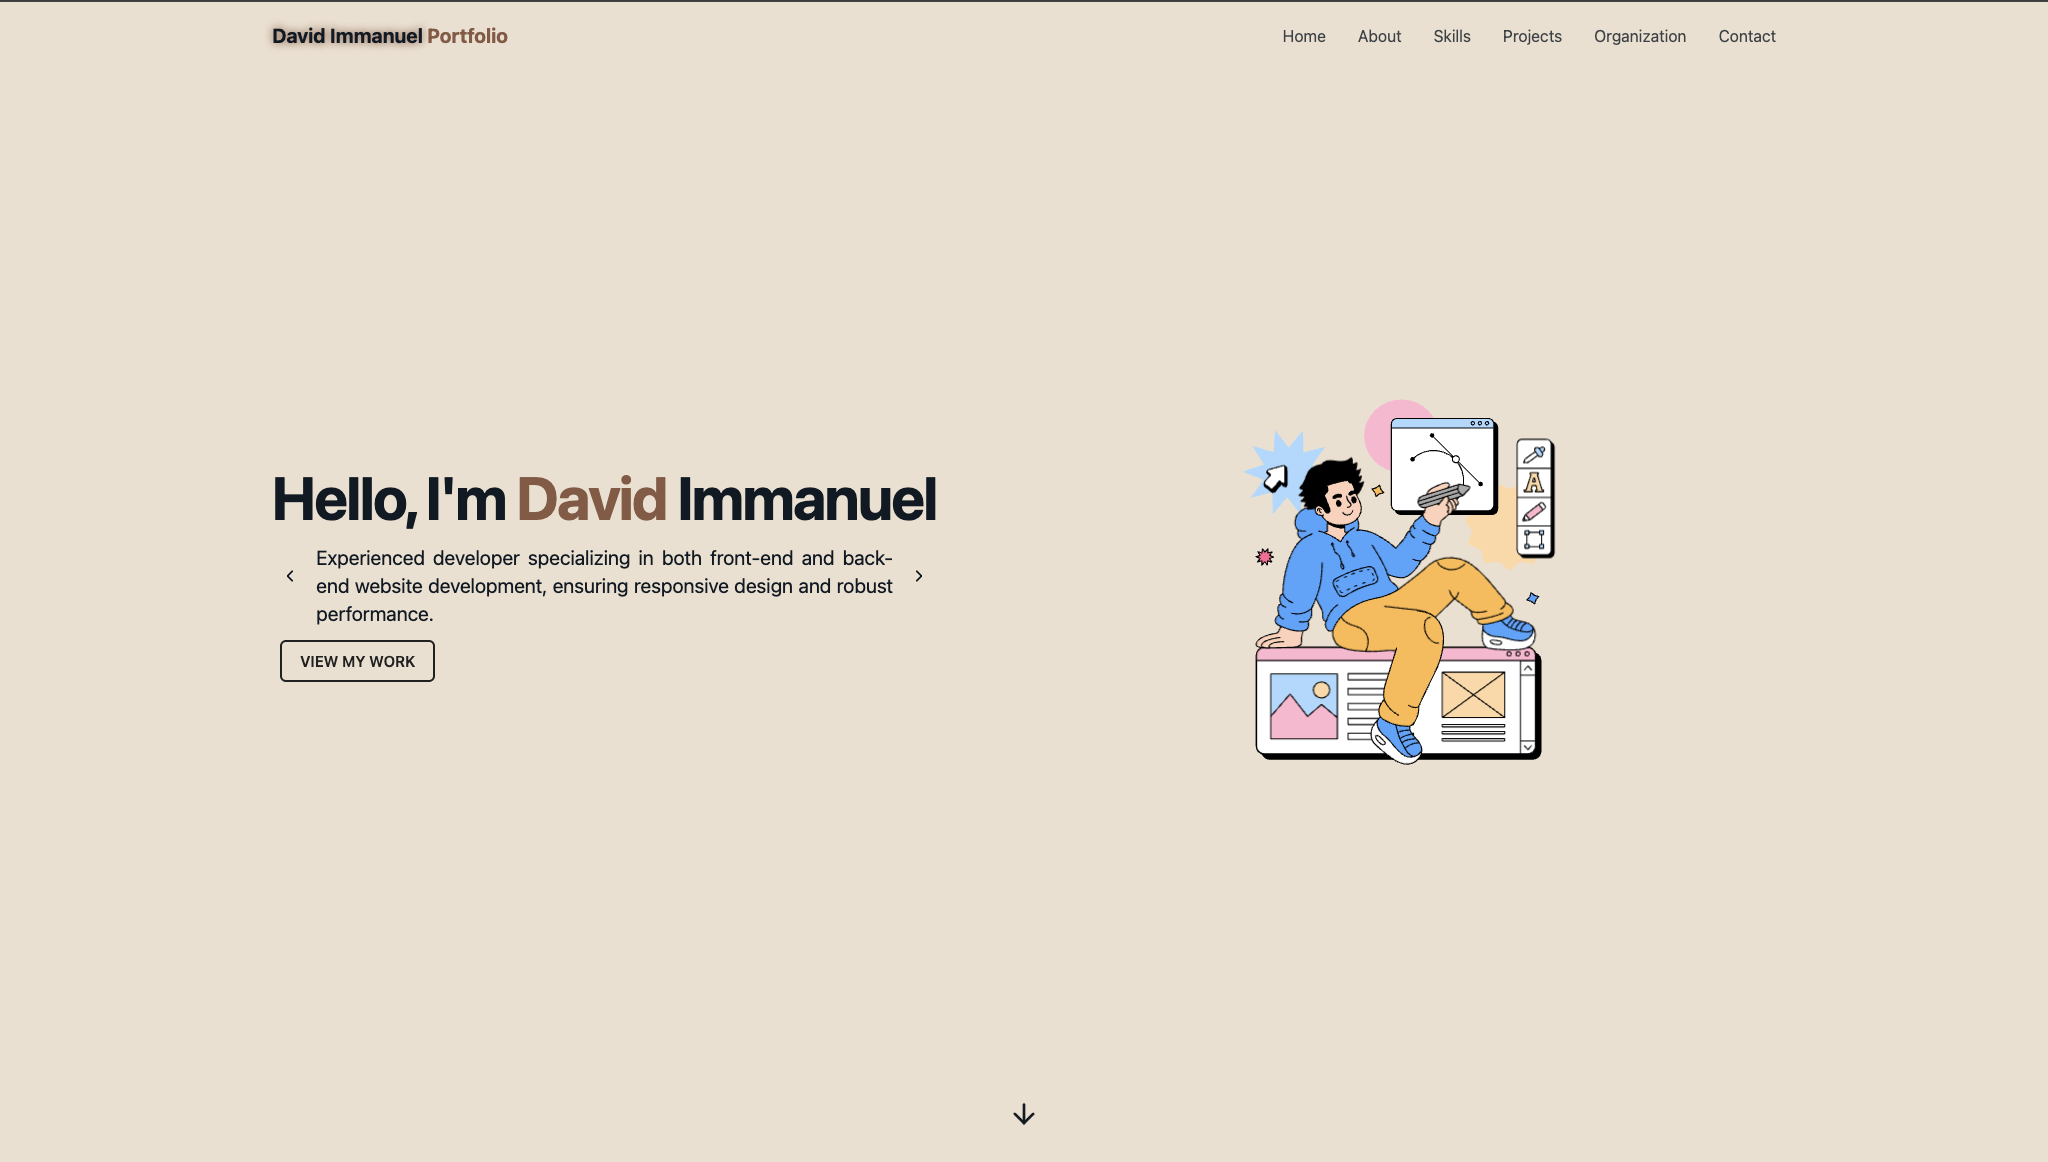 David Immanuel Portfolio
Home About Skills Projects Organization Contact
Hello, I'm David Immanuel
Experienced developer specializing in both front-end and back-
end website development, ensuring responsive design and robust
performance.
VIEW MY WORK
A